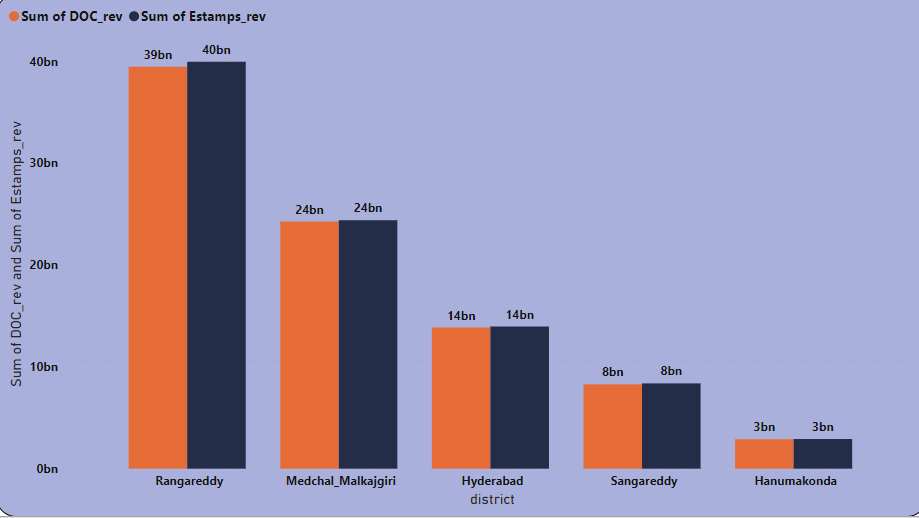 Sum of DOC_rev Sum of Estamps_rev
Sum of DOC_rev and Sum of Estamps_rev
40bn
30bn
20bn
10bn
0bn
39bn 40bn
24bn 24bn
14bn 14bn
8bn 8bn
3bn 3bn
Rangareddy Medchal_Malkajgiri Hyderabad Sangareddy Hanumakonda
district